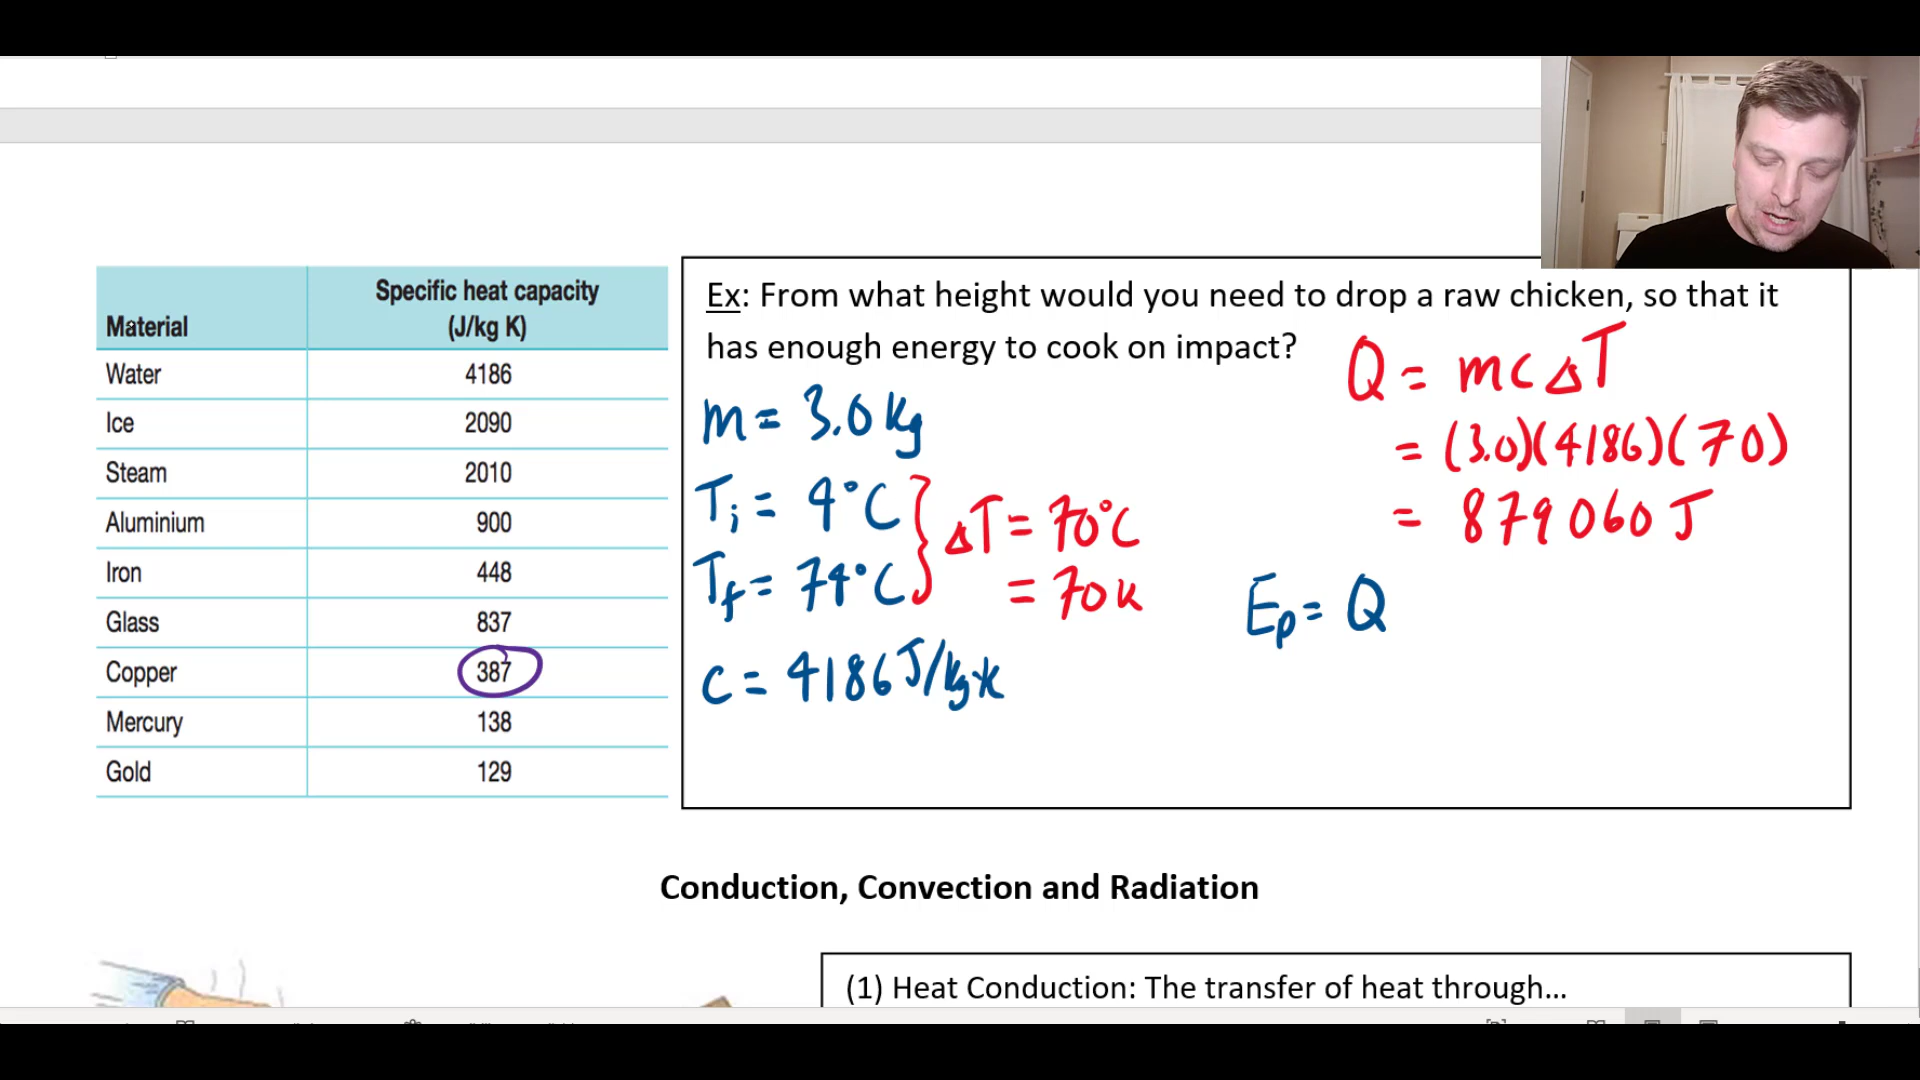 Material Specific heat capacity (J/kg K)
Water 4186
Ice 2090
Steam 2010
Aluminium 900
Iron 448
Glass 837
Copper 387
Mercury 138
Gold 129
Ex: From what height would you need to drop a raw chicken, so that it
has enough energy to cook on impact?
m = 3.0 kg
Ti = 4°C
Tf = 74°C
ΔT = 70°C
= 70K
c = 4186 J/kg·K
Q = mcΔT
= (3.0)(4186)(70)
= 879060 J
Ep = Q
Conduction, Convection and Radiation
(1) Heat Conduction: The transfer of heat through...